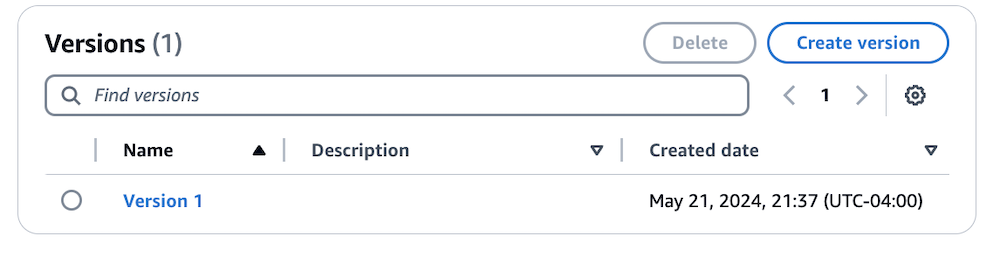 Versions (1) Delete Create version
Find versions 1
Name Description Created date
Version 1 May 21, 2024, 21:37 (UTC-04:00)